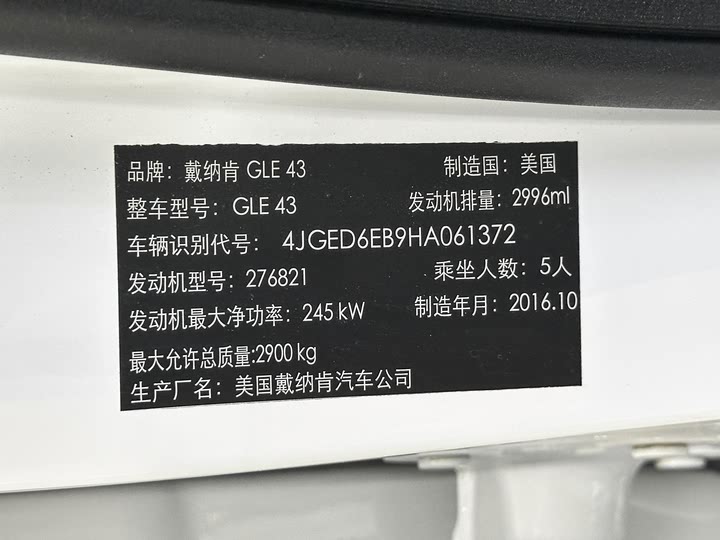 品牌：戴纳肯 GLE 43 制造国：美国
整车型号：GLE 43 发动机排量：2996ml
车辆识别代号：4JGED6EB9HA061372
发动机型号：276821 乘坐人数：5人
发动机最大净功率：245 kW 制造年月：2016.10
最大允许总质量:2900 kg
生产厂名：美国戴纳肯汽车公司